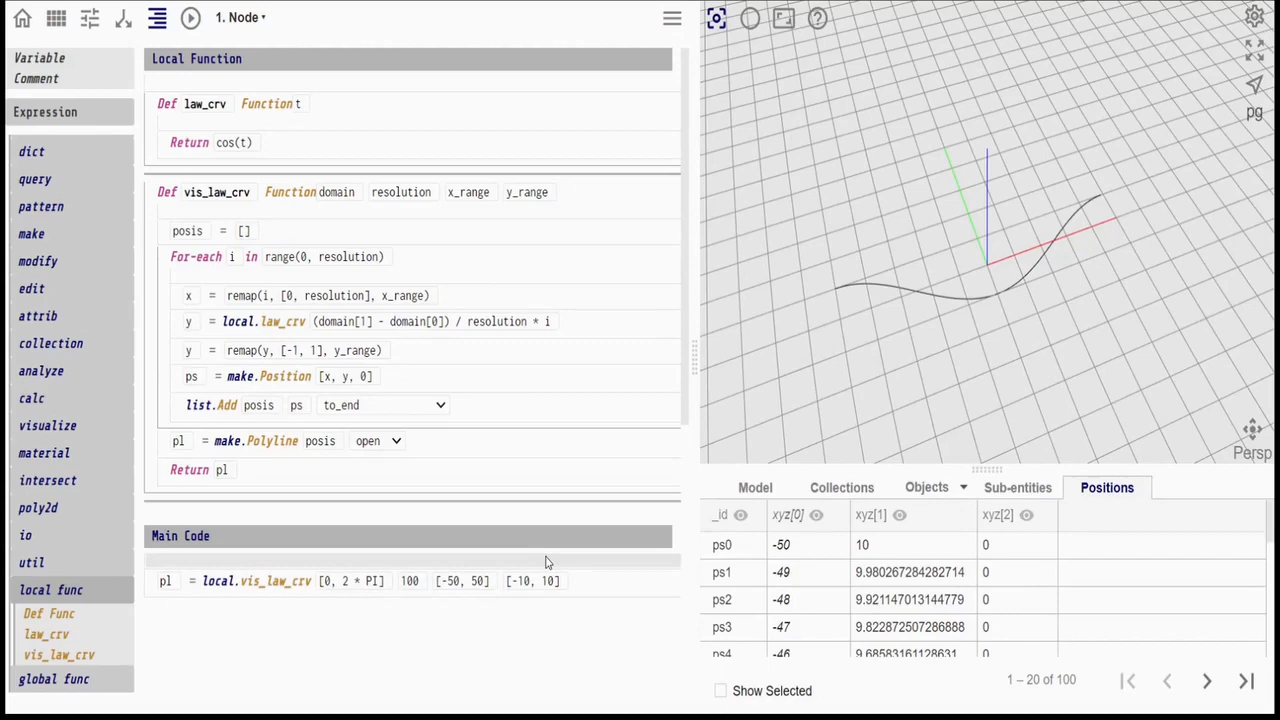 1. Node
Variable
Comment
Expression
dict
query
pattern
make
modify
edit
attrib
collection
analyze
calc
visualize
material
intersect
poly2d
io
util
local func
Def Func
law_crv
vis_law_crv
global func
Local Function
Def law_crv Function t
Return cos(t)
Def vis_law_crv Function domain resolution x_range y_range
posis = []
For-each i in range(0, resolution)
x = remap(i, [0, resolution], x_range)
y = local.law_crv (domain[1] - domain[0]) / resolution * i
y = remap(y, [-1, 1], y_range)
ps = make.Position [x, y, 0]
list.Add posis ps to_end
pl = make.Polyline posis open
Return pl
Main Code
pl = local.vis_law_crv [0, 2 * PI] 100 [-50, 50] [-10, 10]
pg
Persp
Model Collections Objects Sub-entities Positions
_id xyz[0] xyz[1] xyz[2]
ps0 -50 10 0
ps1 -49 9.980267284282714 0
ps2 -48 9.921147013144779 0
ps3 -47 9.822872507286888 0
ps4 -46 9.68583161128631 0
Show Selected
1 – 20 of 100